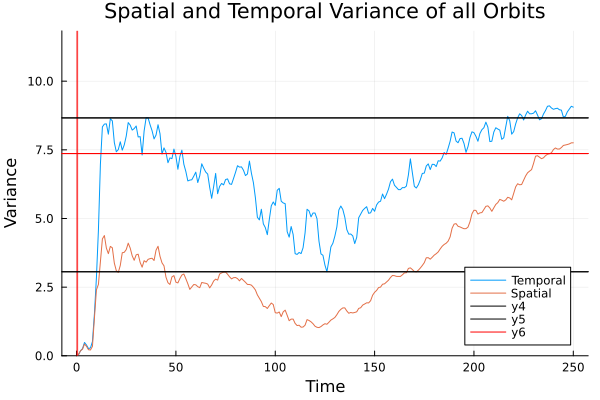 Spatial and Temporal Variance of all Orbits
10.0
7.5
5.0
2.5
0.0
Variance
0
50
100
150
200
250
Time
Temporal
Spatial
y4
y5
y6